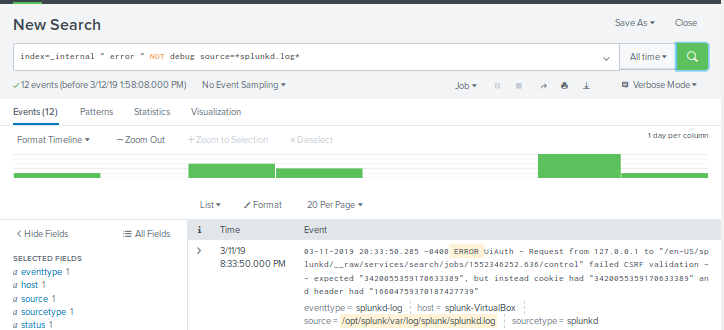 New Search
Save As Close
index=_internal " error " NOT debug source=*splunkd.log*
All time
12 events (before 3/12/19 1:58:08.000 PM) No Event Sampling Job Verbose Mode
Events (12) Patterns Statistics Visualization
Format Timeline — Zoom Out + Zoom to Selection × Deselect 1 day per column
List Format 20 Per Page
< Hide Fields All Fields i Time Event
SELECTED FIELDS
a eventtype 1
a host 1
a source 1
a sourcetype 1
a status 1
> 3/11/19
8:33:50.000 PM
03-11-2019 20:33:50.285 -0400 ERROR UiAuth - Request from 127.0.0.1 to "/en-US/sp
lunkd/__raw/services/search/jobs/1552346252.636/control" failed CSRF validation -
- expected "3420055359170633389", but instead cookie had "3420055359170633389" an
d header had "16604759370187427739"
eventtype = splunkd-log host = splunk-VirtualBox
source = /opt/splunk/var/log/splunk/splunkd.log sourcetype = splunkd